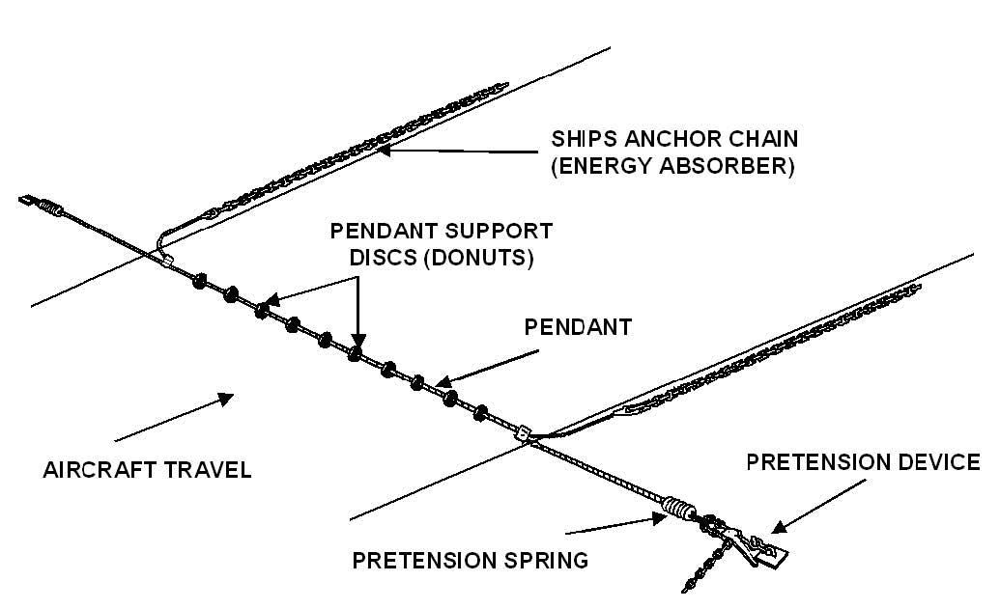 SHIPS ANCHOR CHAIN
(ENERGY ABSORBER)
PENDANT SUPPORT
DISCS (DONUTS)
PENDANT
AIRCRAFT TRAVEL
PRETENSION DEVICE
PRETENSION SPRING